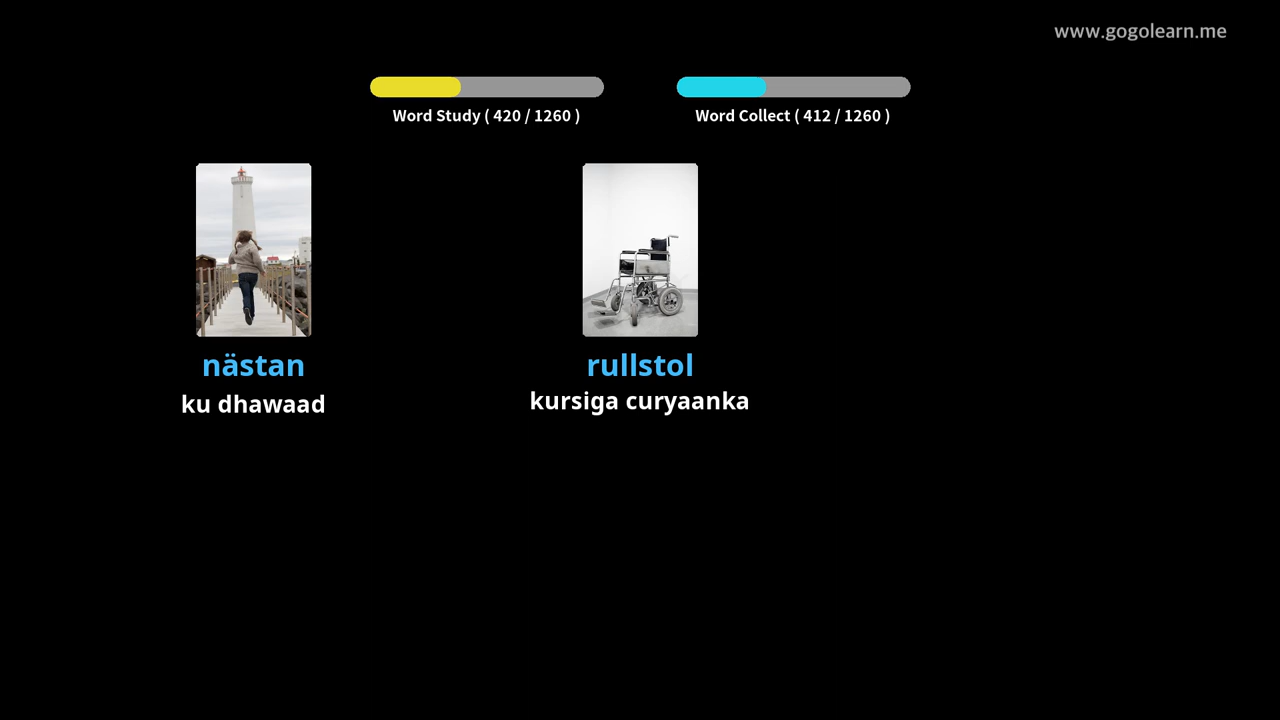 www.gogolearn.me
Word Study ( 420 / 1260 )
Word Collect ( 412 / 1260 )
nästan
ku dhawaad
rullstol
kursiga curyaanka